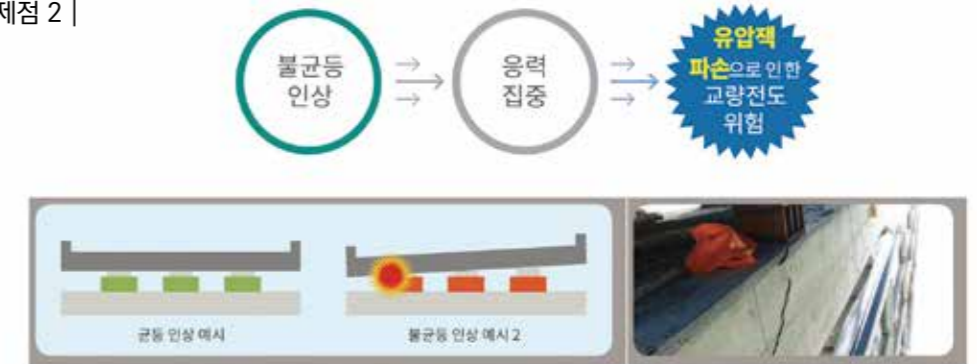 제점 2 |
불균등
인상
응력
집중
유압잭
파손으로 인한
교량전도
위험
균등 인상 예시
불균등 인상 예시 2